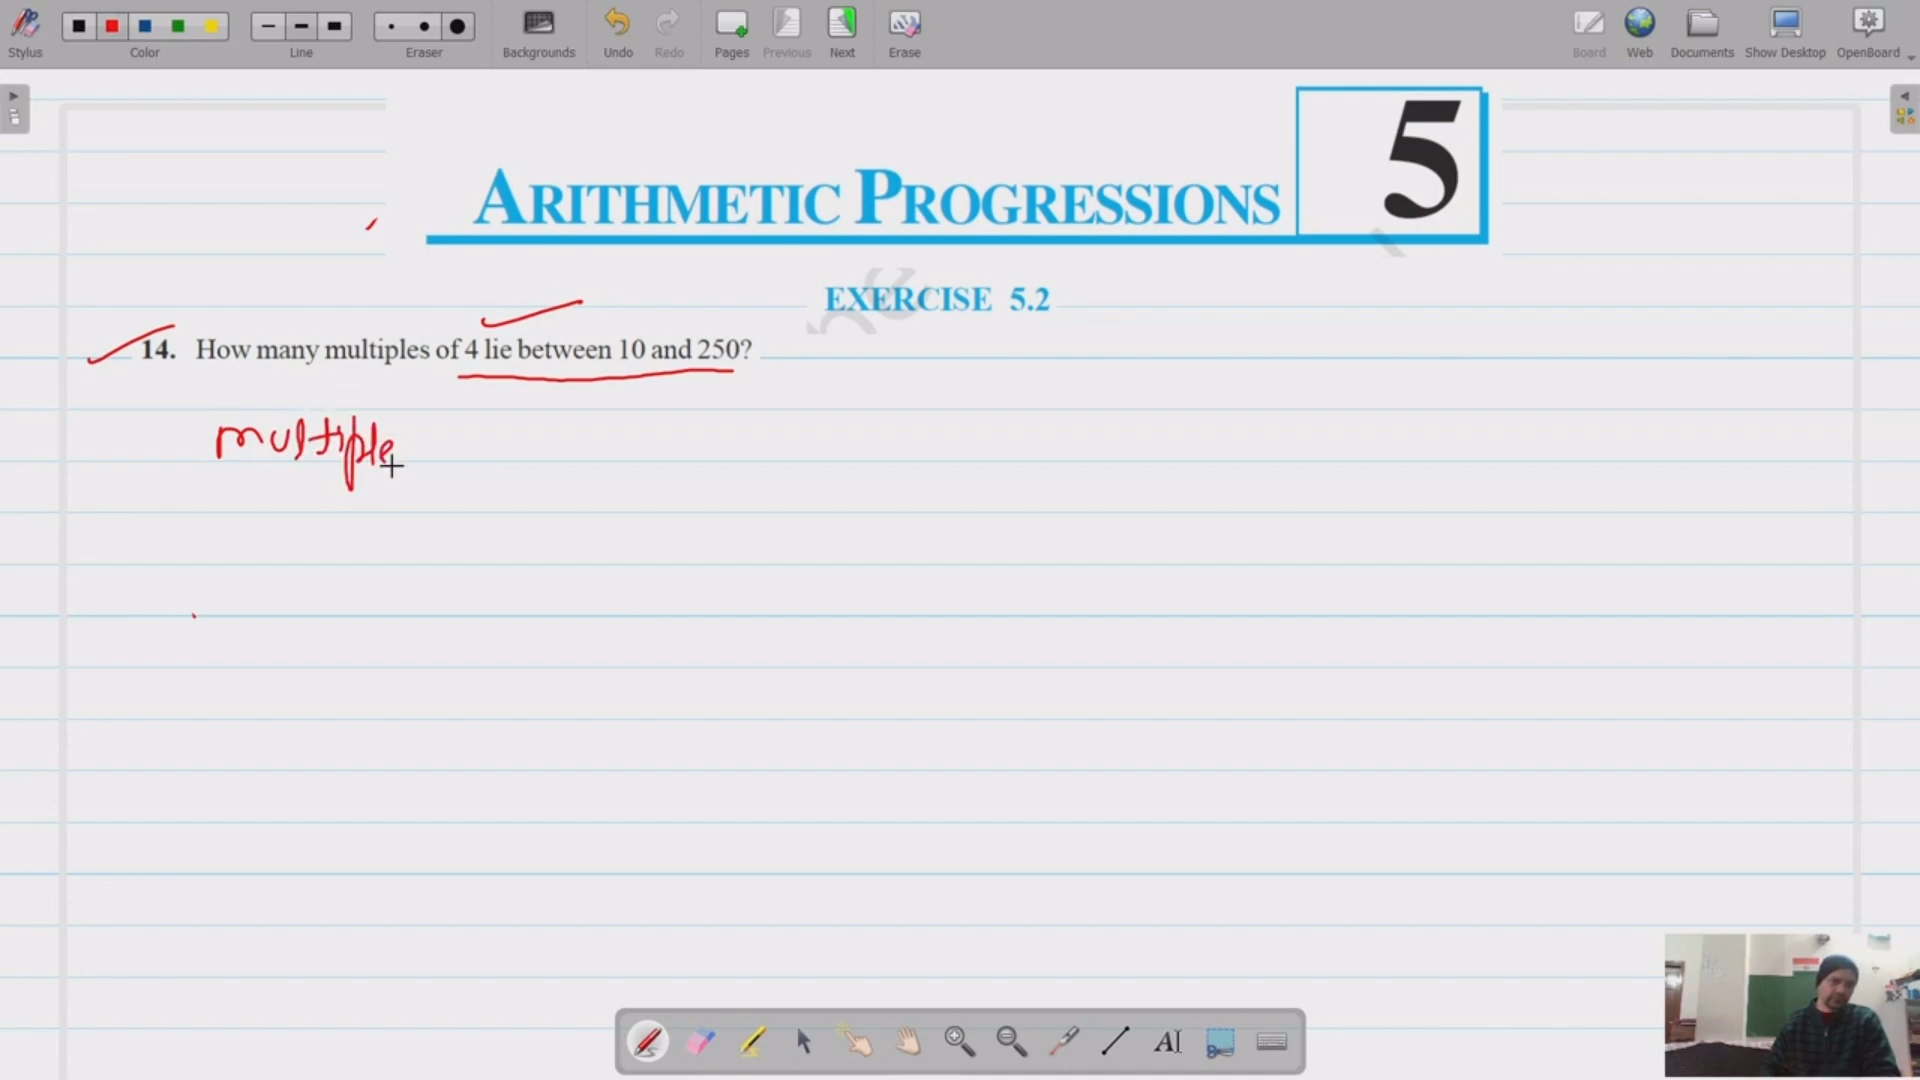 Stylus Color Line Eraser Backgrounds Undo Redo Pages Previous Next Erase Board Web Documents Show Desktop OpenBoard
ARITHMETIC PROGRESSIONS
5
EXERCISE 5.2
14. How many multiples of 4 lie between 10 and 250?
multiple